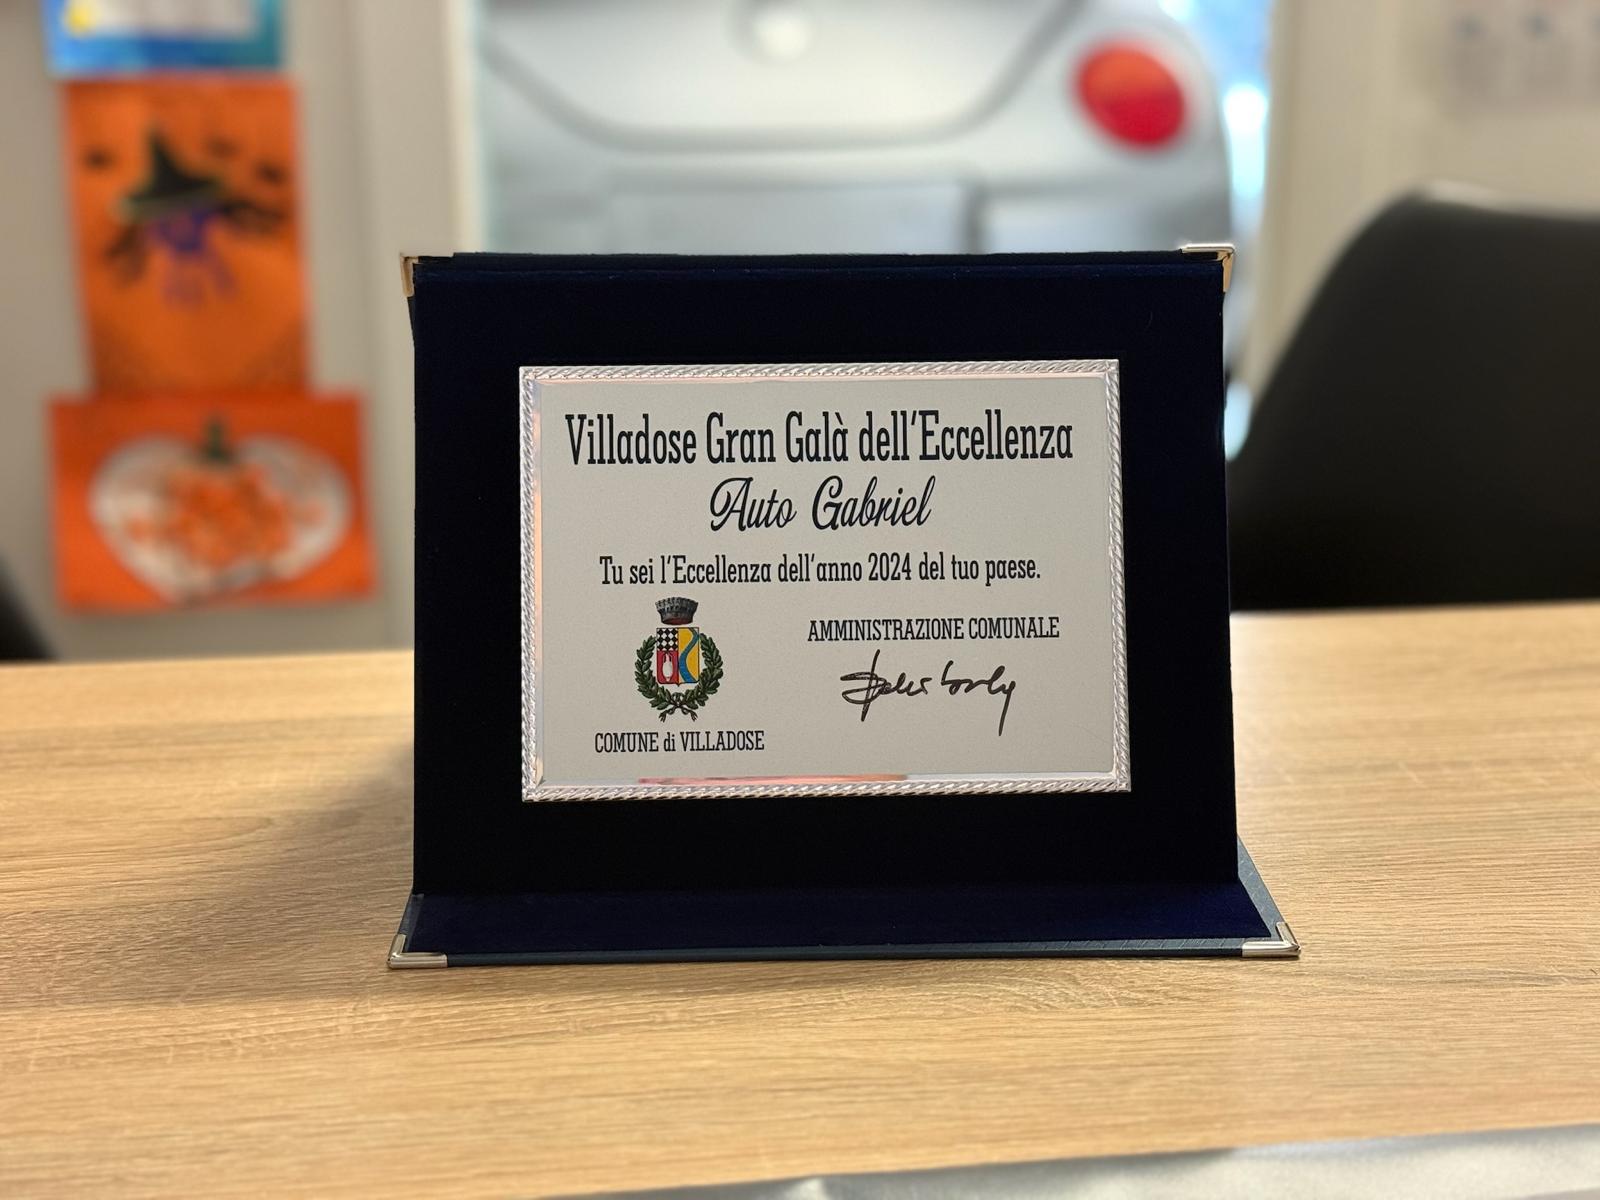 Villadose Gran Galà dell'Eccellenza
Auto Gabriel
Tu sei l'Eccellenza dell'anno 2024 del tuo paese.
AMMINISTRAZIONE COMUNALE
COMUNE di VILLADOSE